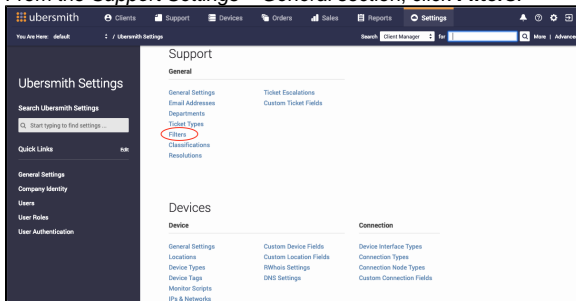 From the Support Settings – General section, click Filters.
ubersmith Clients Support Devices Orders Sales Reports Settings
You Are Here: default / Ubersmith Settings Search Client Manager for More | Advance
Ubersmith Settings
Search Ubersmith Settings
Start typing to find settings ...
Quick Links Edit
General Settings
Company Identity
Users
User Roles
User Authentication
Support
General
General Settings Ticket Escalations
Email Addresses Custom Ticket Fields
Departments
Ticket Types
Filters
Classifications
Resolutions
Devices
Device Connection
General Settings Custom Device Fields Device Interface Types
Locations Custom Location Fields Connection Types
Device Types RWhois Settings Connection Node Types
Device Tags DNS Settings Custom Connection Fields
Monitor Scripts
IPs & Networks